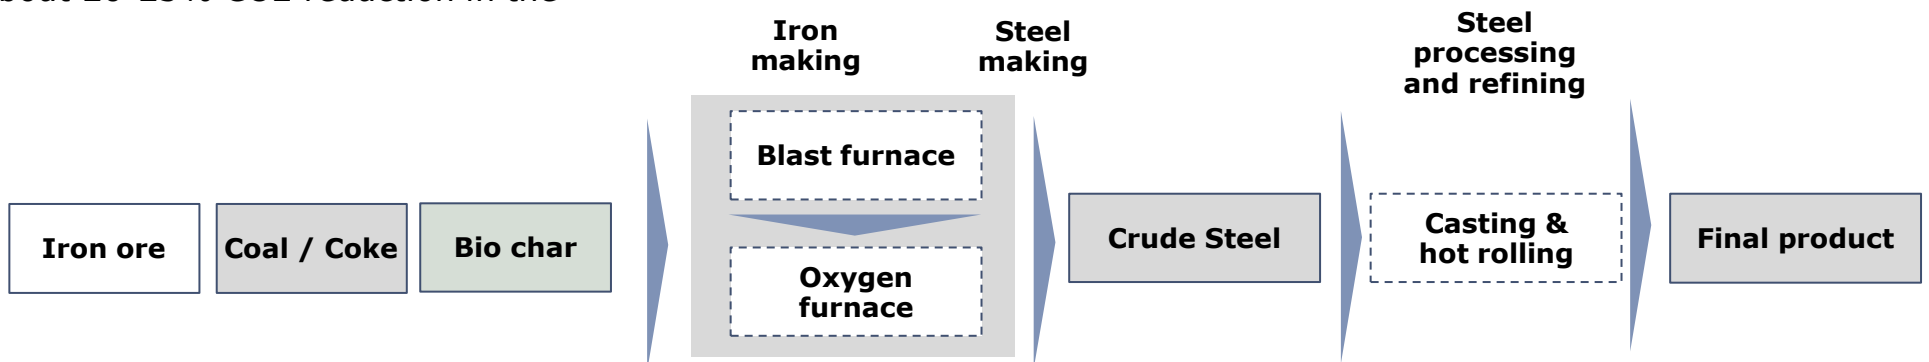 Iron
making
Steel
making
Steel
processing
and refining
Blast furnace
Iron ore
Coal / Coke
Bio char
Oxygen
furnace
Crude Steel
Casting &
hot rolling
Final product